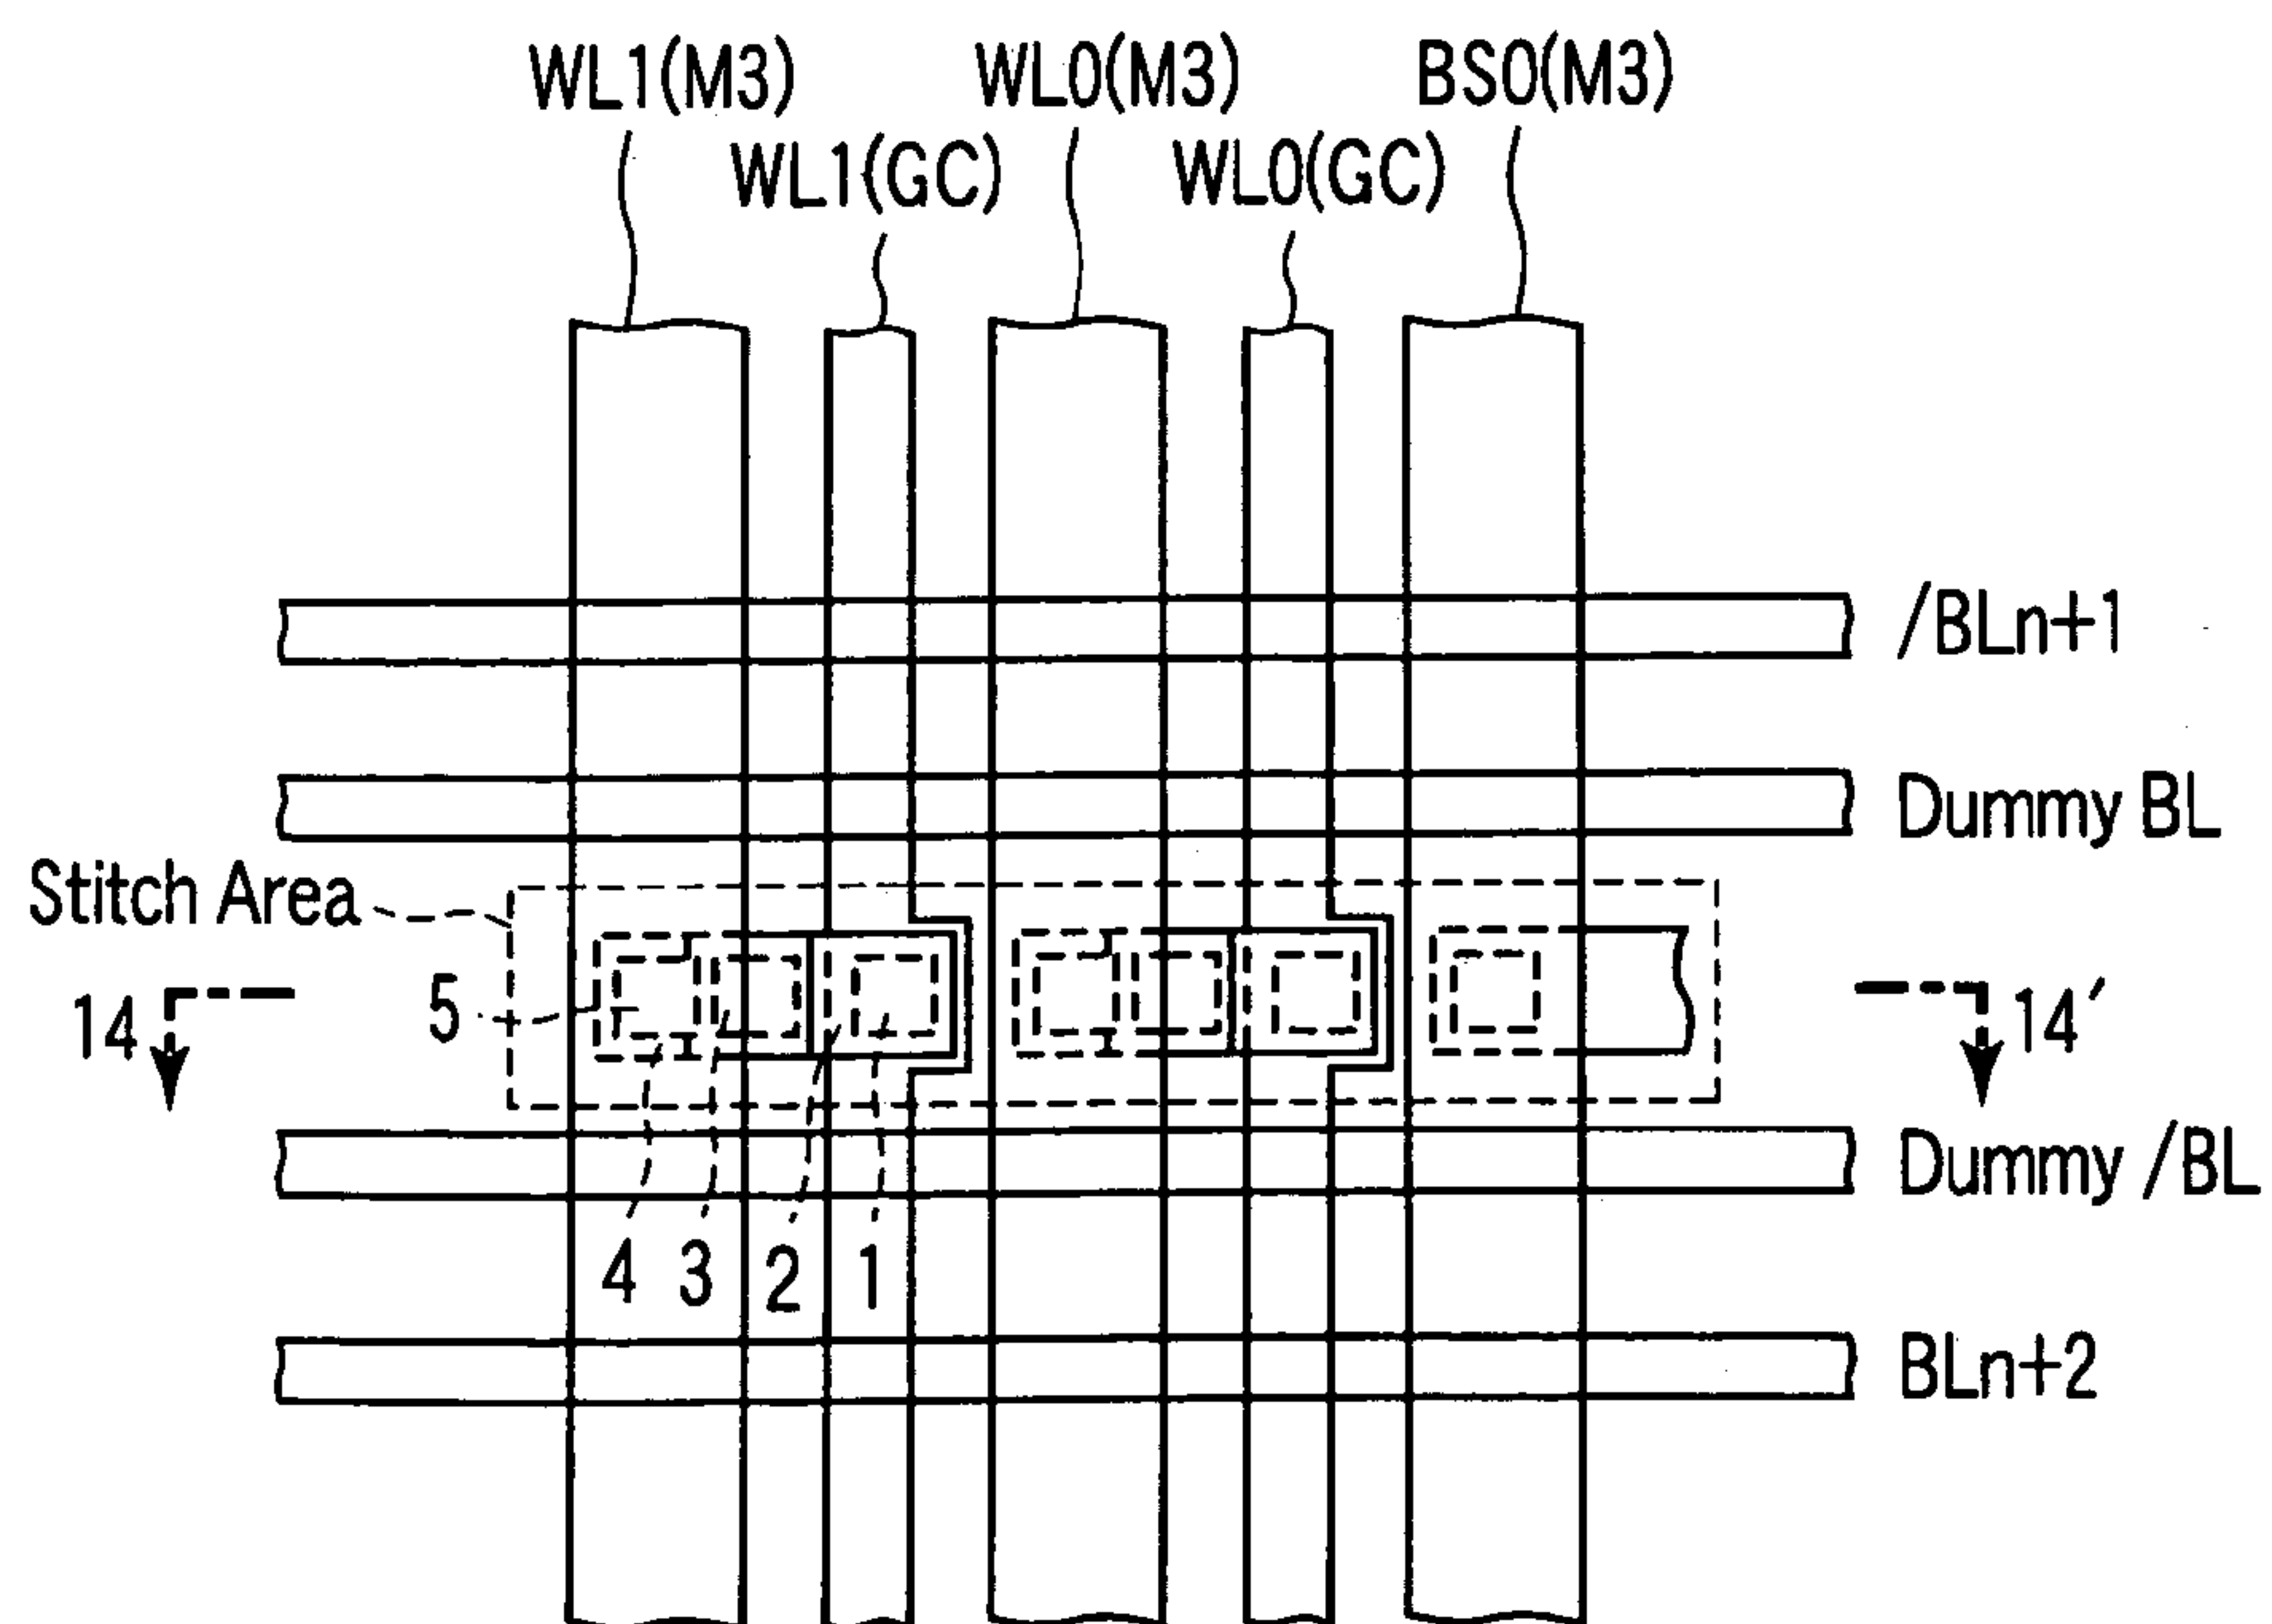 WL1(M3) WL0(M3) BS0(M3)
WL1(GC) WL0(GC)
/BLn+1
Dummy BL
Stitch Area
5
14
14′
Dummy /BL
4 3 2 1
BLn+2